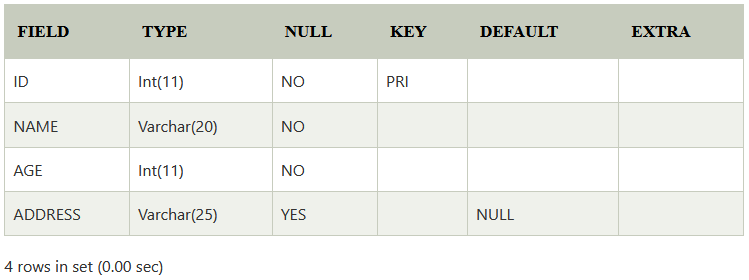 FIELD TYPE NULL KEY DEFAULT EXTRA
ID Int(11) NO PRI
NAME Varchar(20) NO
AGE Int(11) NO
ADDRESS Varchar(25) YES NULL
4 rows in set (0.00 sec)